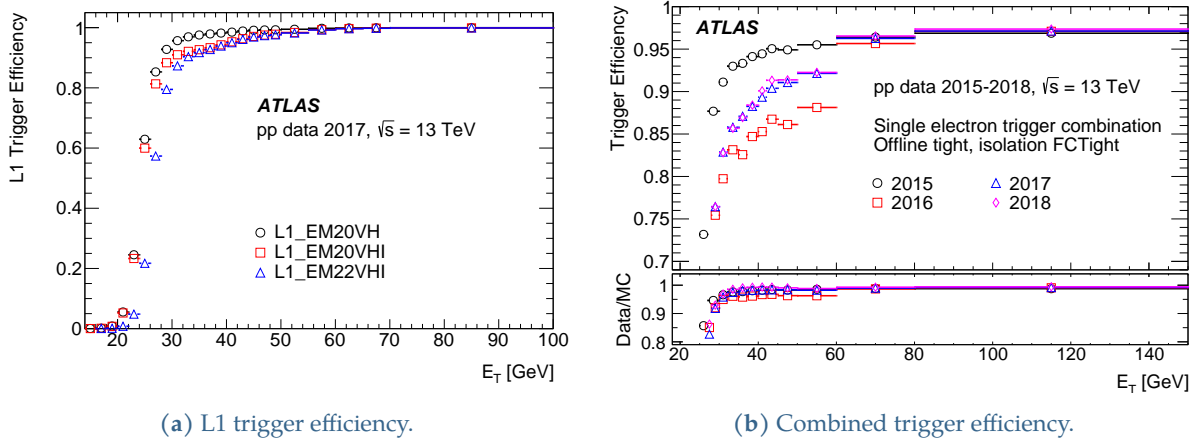 L1 Trigger Efficiency
1
0.8
0.6
0.4
0.2
0
ATLAS
pp data 2017, √s = 13 TeV
L1_EM20VH
L1_EM20VHI
L1_EM22VHI
20 30 40 50 60 70 80 90 100
E_T [GeV]
(a) L1 trigger efficiency.
Trigger Efficiency
1
0.95
0.9
0.85
0.8
0.75
0.7
ATLAS
pp data 2015-2018, √s = 13 TeV
Single electron trigger combination
Offline tight, isolation FCTight
2015 2017
2016 2018
Data/MC
1
0.9
0.8
20 40 60 80 100 120 140
E_T [GeV]
(b) Combined trigger efficiency.